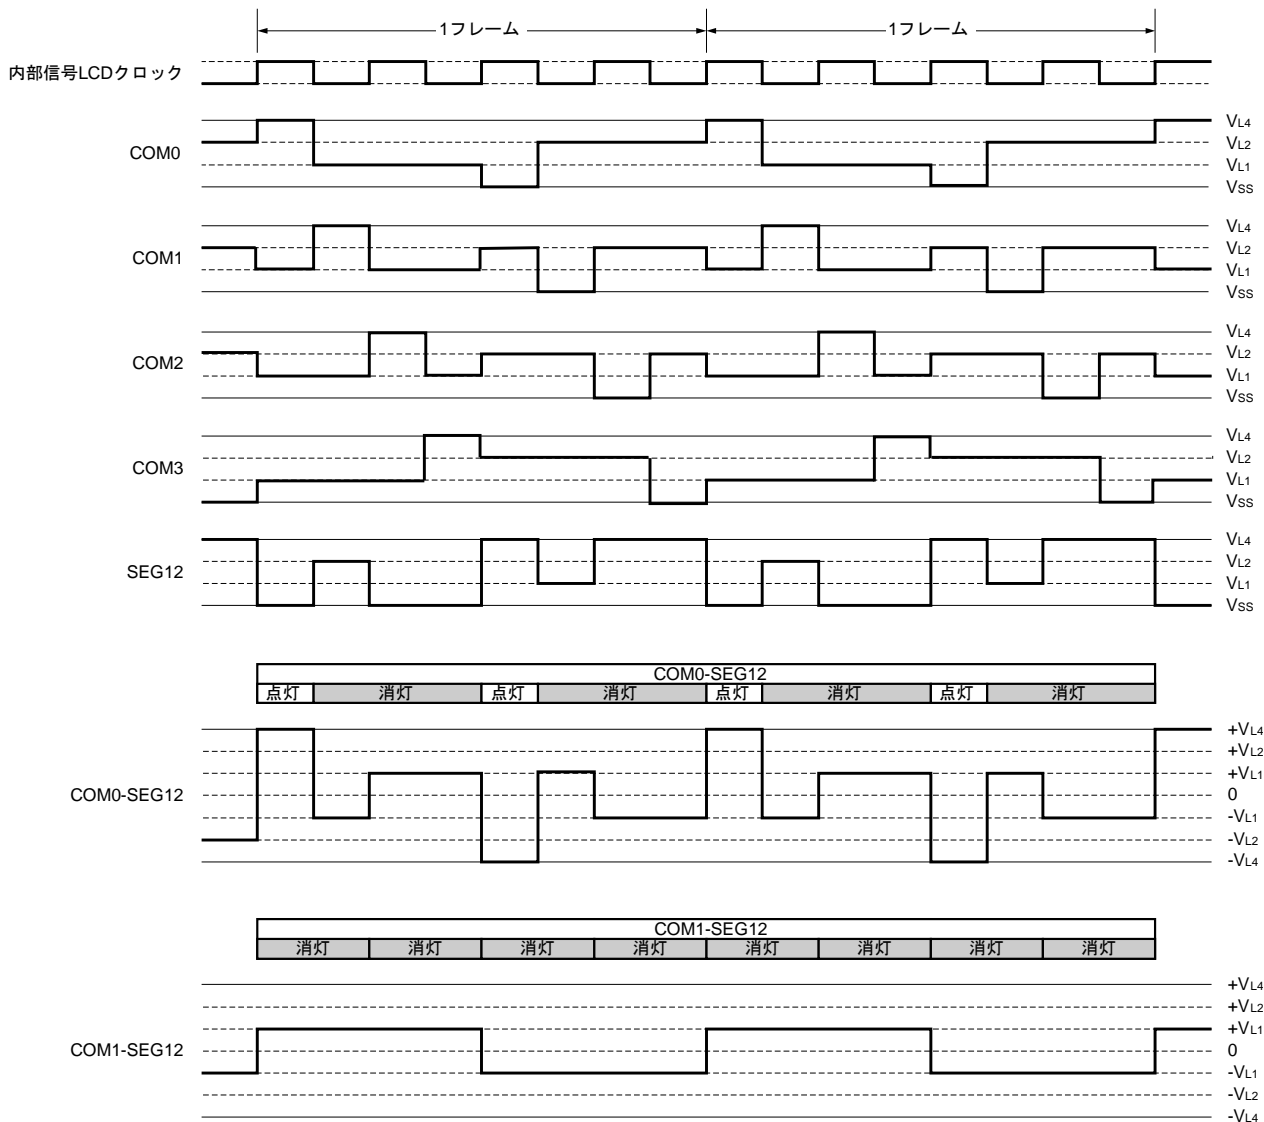 1フレーム 1フレーム
内部信号LCDクロック
COM0
VL4
VL2
VL1
VSS
COM1
VL4
VL2
VL1
VSS
COM2
VL4
VL2
VL1
VSS
COM3
VL4
VL2
VL1
VSS
SEG12
VL4
VL2
VL1
VSS
COM0-SEG12
点灯 消灯 点灯 消灯 点灯 消灯 点灯 消灯
COM0-SEG12
+VL4
+VL2
+VL1
0
-VL1
-VL2
-VL4
COM1-SEG12
消灯 消灯 消灯 消灯 消灯 消灯 消灯 消灯
COM1-SEG12
+VL4
+VL2
+VL1
0
-VL1
-VL2
-VL4